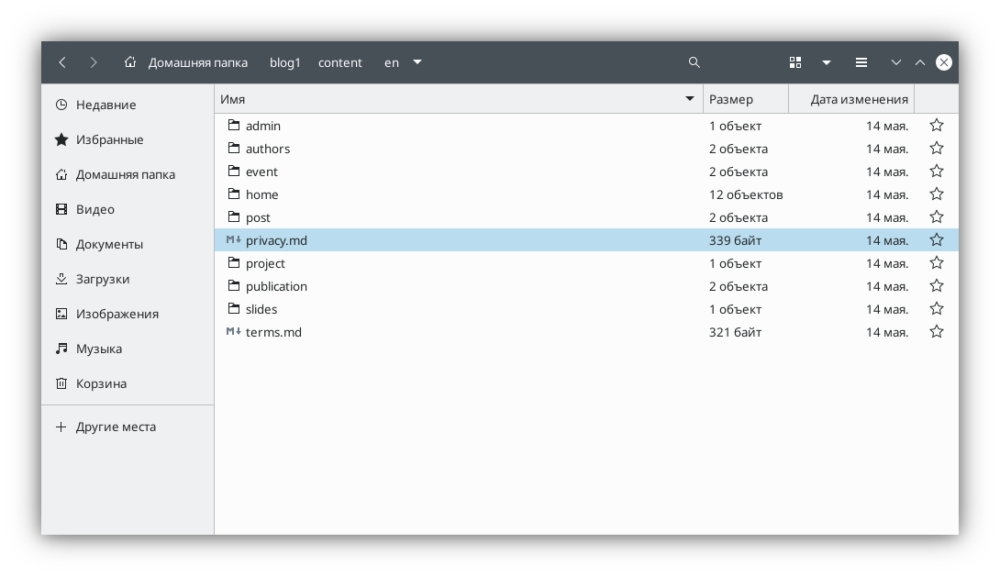 Домашняя папка blog1 content en
Недавние
Избранные
Домашняя папка
Видео
Документы
Загрузки
Изображения
Музыка
Корзина
Другие места
Имя Размер Дата изменения
admin 1 объект 14 мая.
authors 2 объекта 14 мая.
event 2 объекта 14 мая.
home 12 объектов 14 мая.
post 2 объекта 14 мая.
M privacy.md 339 байт 14 мая.
project 1 объект 14 мая.
publication 2 объекта 14 мая.
slides 1 объект 14 мая.
M terms.md 321 байт 14 мая.